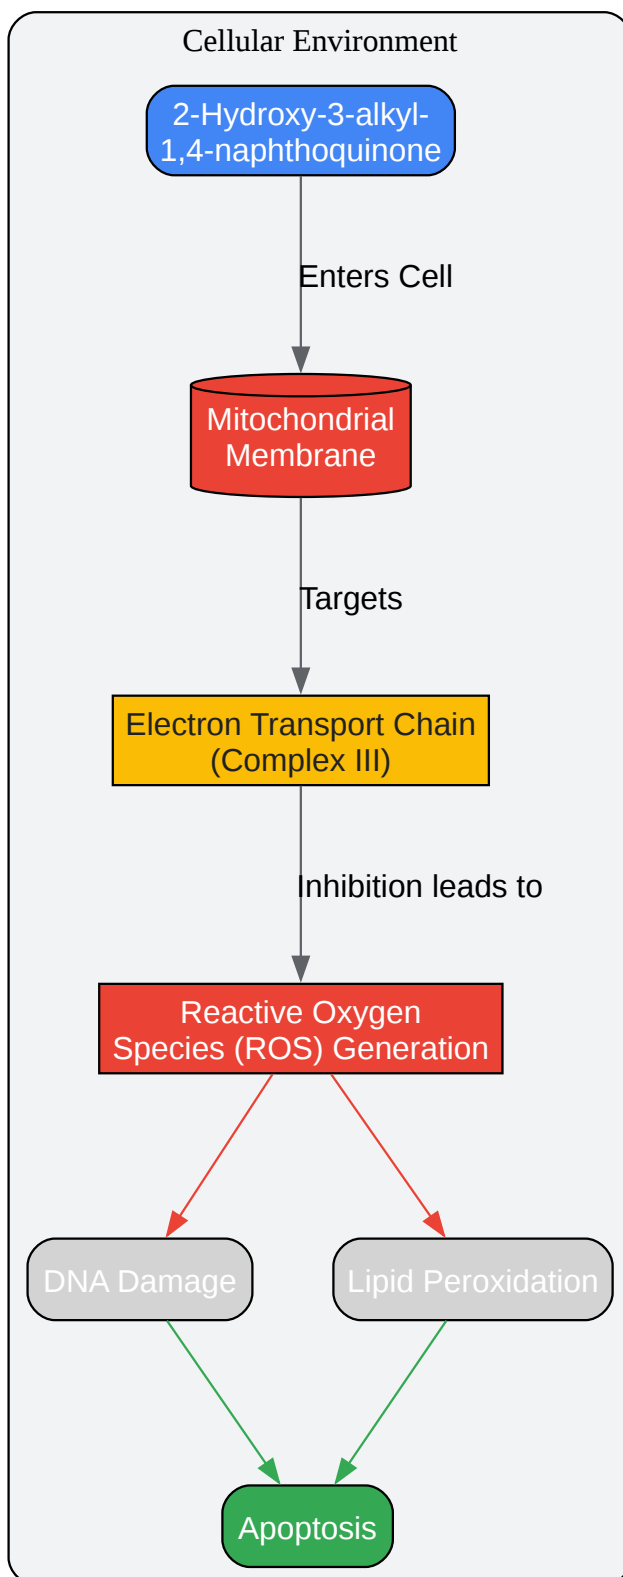 Cellular Environment
2-Hydroxy-3-alkyl-
1,4-naphthoquinone
Enters Cell
Mitochondrial
Membrane
Targets
Electron Transport Chain
(Complex III)
Inhibition leads to
Reactive Oxygen
Species (ROS) Generation
DNA Damage
Lipid Peroxidation
Apoptosis